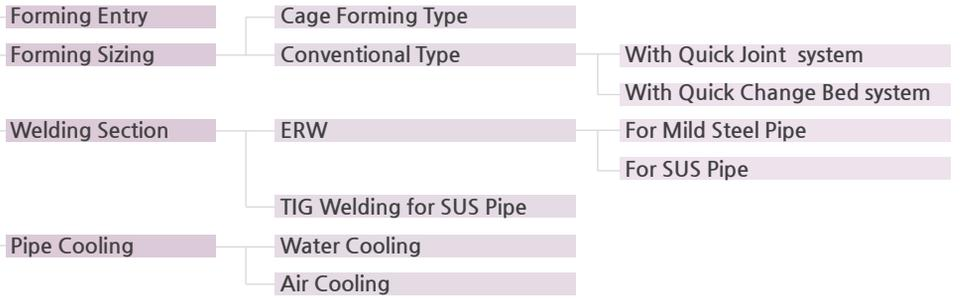 Forming Entry
Cage Forming Type
Forming Sizing
Conventional Type
With Quick Joint system
With Quick Change Bed system
Welding Section
ERW
For Mild Steel Pipe
For SUS Pipe
TIG Welding for SUS Pipe
Pipe Cooling
Water Cooling
Air Cooling